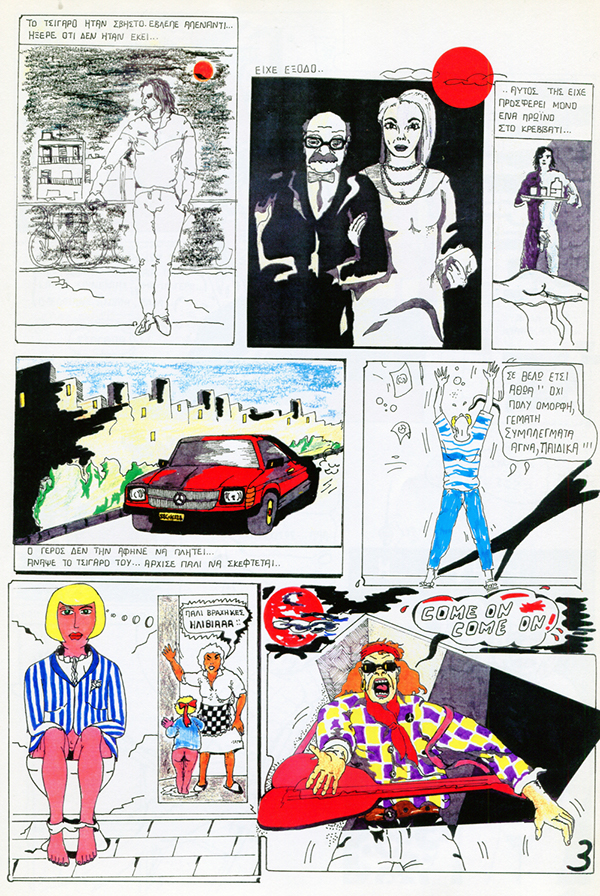 ΤΟ ΤΣΙΓΑΡΟ ΗΤΑΝ ΣΒΗΣΤΟ. ΕΒΛΕΠΕ ΑΠΕΝΑΝΤΙ...
ΗΞΕΡΕ ΟΤΙ ΔΕΝ ΗΤΑΝ ΕΚΕΙ...
ΕΙΧΕ ΕΞΟΔΟ..
..ΑΥΤΟΣ ΤΗΣ ΕΙΧΕ
ΠΡΟΣΦΕΡΕΙ ΜΟΝΟ
ΕΝΑ ΠΡΩΪΝΟ
ΣΤΟ ΚΡΕΒΒΑΤΙ...
Ο ΓΕΡΟΣ ΔΕΝ ΤΗΝ ΑΦΗΝΕ ΝΑ ΠΛΗΤΕΙ...
ΑΝΑΨΕ ΤΟ ΤΣΙΓΑΡΟ ΤΟΥ... ΑΡΧΙΣΕ ΠΑΛΙ ΝΑ ΣΚΕΦΤΕΤΑΙ..
ΣΕ ΘΕΛΩ ΕΤΣΙ
ΑΘΩΑ" ΟΧΙ
ΠΟΛΥ ΟΜΟΡΦΗ,
ΓΕΜΑΤΗ
ΣΥΜΠΛΕΓΜΑΤΑ
ΑΓΝΑ, ΠΑΙΔΙΚΑ !!!
ΠΑΛΙ ΒΡΑΧΗΚΕΣ
ΗΛΙΘΙΑΑΑ !!
COME ON
COME ON
3